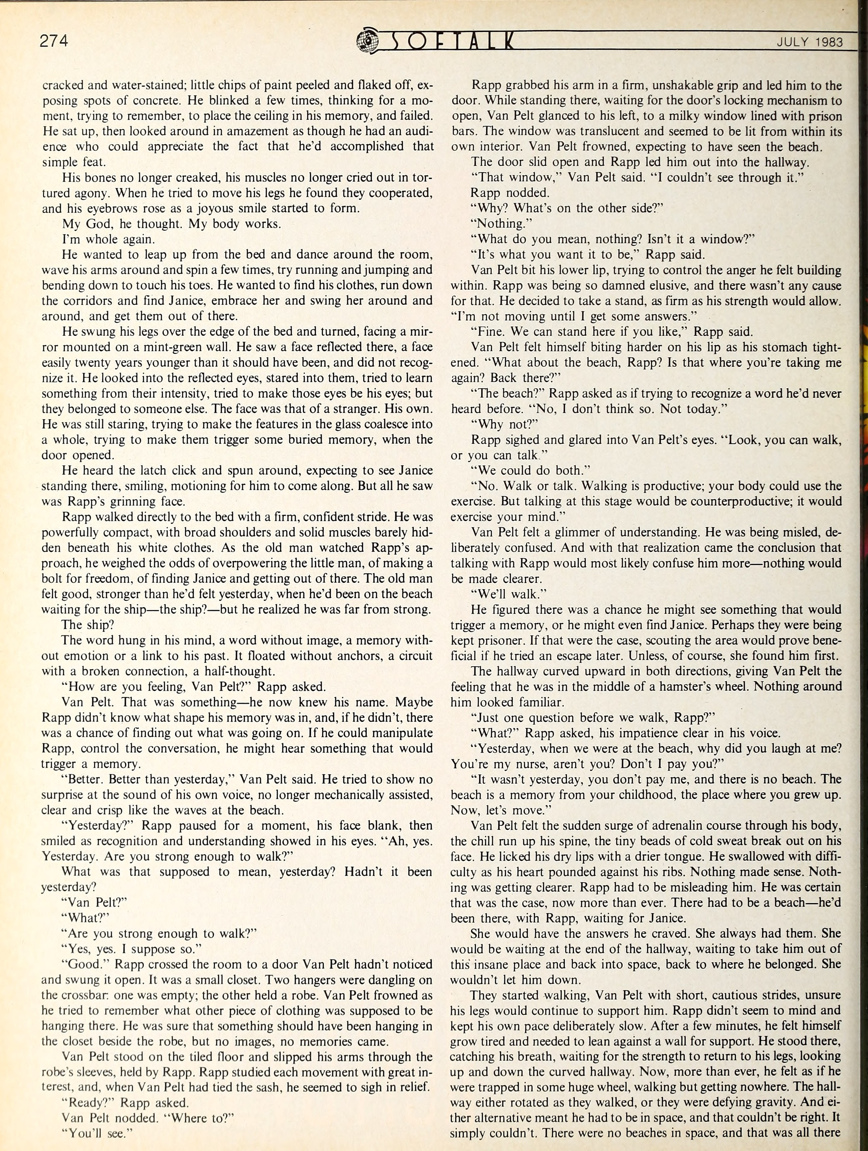 274
SOFTALK
JULY 1983
cracked and water-stained; little chips of paint peeled and flaked off, ex-
posing spots of concrete. He blinked a few times, thinking for a mo-
ment, trying to remember, to place the ceiling in his memory, and failed.
He sat up, then looked around in amazement as though he had an audi-
ence who could appreciate the fact that he'd accomplished that
simple feat.
His bones no longer creaked, his muscles no longer cried out in tor-
tured agony. When he tried to move his legs he found they cooperated,
and his eyebrows rose as a joyous smile started to form.
My God, he thought. My body works.
I'm whole again.
He wanted to leap up from the bed and dance around the room,
wave his arms around and spin a few times, try running and jumping and
bending down to touch his toes. He wanted to find his clothes, run down
the corridors and find Janice, embrace her and swing her around and
around, and get them out of there.
He swung his legs over the edge of the bed and turned, facing a mir-
ror mounted on a mint-green wall. He saw a face reflected there, a face
easily twenty years younger than it should have been, and did not recog-
nize it. He looked into the reflected eyes, stared into them, tried to learn
something from their intensity, tried to make those eyes be his eyes; but
they belonged to someone else. The face was that of a stranger. His own.
He was still staring, trying to make the features in the glass coalesce into
a whole, trying to make them trigger some buried memory, when the
door opened.
He heard the latch click and spun around, expecting to see Janice
standing there, smiling, motioning for him to come along. But all he saw
was Rapp's grinning face.
Rapp walked directly to the bed with a firm, confident stride. He was
powerfully compact, with broad shoulders and solid muscles barely hid-
den beneath his white clothes. As the old man watched Rapp's ap-
proach, he weighed the odds of overpowering the little man, of making a
bolt for freedom, of finding Janice and getting out of there. The old man
felt good, stronger than he'd felt yesterday, when he'd been on the beach
waiting for the ship—the ship?—but he realized he was far from strong.
The ship?
The word hung in his mind, a word without image, a memory with-
out emotion or a link to his past. It floated without anchors, a circuit
with a broken connection, a half-thought.
"How are you feeling, Van Pelt?" Rapp asked.
Van Pelt. That was something—he now knew his name. Maybe
Rapp didn't know what shape his memory was in, and, if he didn't, there
was a chance of finding out what was going on. If he could manipulate
Rapp, control the conversation, he might hear something that would
trigger a memory.
"Better. Better than yesterday," Van Pelt said. He tried to show no
surprise at the sound of his own voice, no longer mechanically assisted,
clear and crisp like the waves at the beach.
"Yesterday?" Rapp paused for a moment, his face blank, then
smiled as recognition and understanding showed in his eyes. "Ah, yes.
Yesterday. Are you strong enough to walk?"
What was that supposed to mean, yesterday? Hadn't it been
yesterday?
"Van Pelt?"
"What?"
"Are you strong enough to walk?"
"Yes, yes. I suppose so."
"Good." Rapp crossed the room to a door Van Pelt hadn't noticed
and swung it open. It was a small closet. Two hangers were dangling on
the crossbar: one was empty; the other held a robe. Van Pelt frowned as
he tried to remember what other piece of clothing was supposed to be
hanging there. He was sure that something should have been hanging in
the closet beside the robe, but no images, no memories came.
Van Pelt stood on the tiled floor and slipped his arms through the
robe's sleeves, held by Rapp. Rapp studied each movement with great in-
terest, and, when Van Pelt had tied the sash, he seemed to sigh in relief.
"Ready?" Rapp asked.
Van Pelt nodded. "Where to?"
"You'll see."
Rapp grabbed his arm in a firm, unshakable grip and led him to the
door. While standing there, waiting for the door's locking mechanism to
open, Van Pelt glanced to his left, to a milky window lined with prison
bars. The window was translucent and seemed to be lit from within its
own interior. Van Pelt frowned, expecting to have seen the beach.
The door slid open and Rapp led him out into the hallway.
"That window," Van Pelt said. "I couldn't see through it."
Rapp nodded.
"Why? What's on the other side?"
"Nothing."
"What do you mean, nothing? Isn't it a window?"
"It's what you want it to be," Rapp said.
Van Pelt bit his lower lip, trying to control the anger he felt building
within. Rapp was being so damned elusive, and there wasn't any cause
for that. He decided to take a stand, as firm as his strength would allow.
"I'm not moving until I get some answers."
"Fine. We can stand here if you like," Rapp said.
Van Pelt felt himself biting harder on his lip as his stomach tight-
ened. "What about the beach, Rapp? Is that where you're taking me
again? Back there?"
"The beach?" Rapp asked as if trying to recognize a word he'd never
heard before. "No, I don't think so. Not today."
"Why not?"
Rapp sighed and glared into Van Pelt's eyes. "Look, you can walk,
or you can talk."
"We could do both."
"No. Walk or talk. Walking is productive; your body could use the
exercise. But talking at this stage would be counterproductive; it would
exercise your mind."
Van Pelt felt a glimmer of understanding. He was being misled, de-
liberately confused. And with that realization came the conclusion that
talking with Rapp would most likely confuse him more—nothing would
be made clearer.
"We'll walk."
He figured there was a chance he might see something that would
trigger a memory, or he might even find Janice. Perhaps they were being
kept prisoner. If that were the case, scouting the area would prove bene-
ficial if he tried an escape later. Unless, of course, she found him first.
The hallway curved upward in both directions, giving Van Pelt the
feeling that he was in the middle of a hamster's wheel. Nothing around
him looked familiar.
"Just one question before we walk, Rapp?"
"What?" Rapp asked, his impatience clear in his voice.
"Yesterday, when we were at the beach, why did you laugh at me?
You're my nurse, aren't you? Don't I pay you?"
"It wasn't yesterday, you don't pay me, and there is no beach. The
beach is a memory from your childhood, the place where you grew up.
Now, let's move."
Van Pelt felt the sudden surge of adrenalin course through his body,
the chill run up his spine, the tiny beads of cold sweat break out on his
face. He licked his dry lips with a drier tongue. He swallowed with diffi-
culty as his heart pounded against his ribs. Nothing made sense. Noth-
ing was getting clearer. Rapp had to be misleading him. He was certain
that was the case, now more than ever. There had to be a beach—he'd
been there, with Rapp, waiting for Janice.
She would have the answers he craved. She always had them. She
would be waiting at the end of the hallway, waiting to take him out of
this insane place and back into space, back to where he belonged. She
wouldn't let him down.
They started walking, Van Pelt with short, cautious strides, unsure
his legs would continue to support him. Rapp didn't seem to mind and
kept his own pace deliberately slow. After a few minutes, he felt himself
grow tired and needed to lean against a wall for support. He stood there,
catching his breath, waiting for the strength to return to his legs, looking
up and down the curved hallway. Now, more than ever, he felt as if he
were trapped in some huge wheel, walking but getting nowhere. The hall-
way either rotated as they walked, or they were defying gravity. And ei-
ther alternative meant he had to be in space, and that couldn't be right. It
simply couldn't. There were no beaches in space, and that was all there